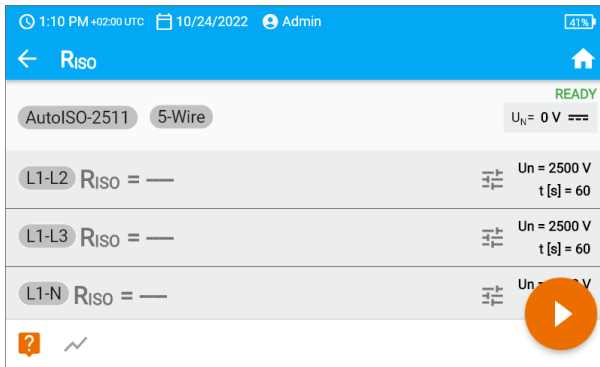 1:10 PM +02:00 UTC 10/24/2022 Admin 41%
RISO
READY
AutoISO-2511 5-Wire UN= 0 V
L1-L2 RISO = ––– Un = 2500 V
t [s] = 60
L1-L3 RISO = ––– Un = 2500 V
t [s] = 60
L1-N RISO = ––– Un V
?